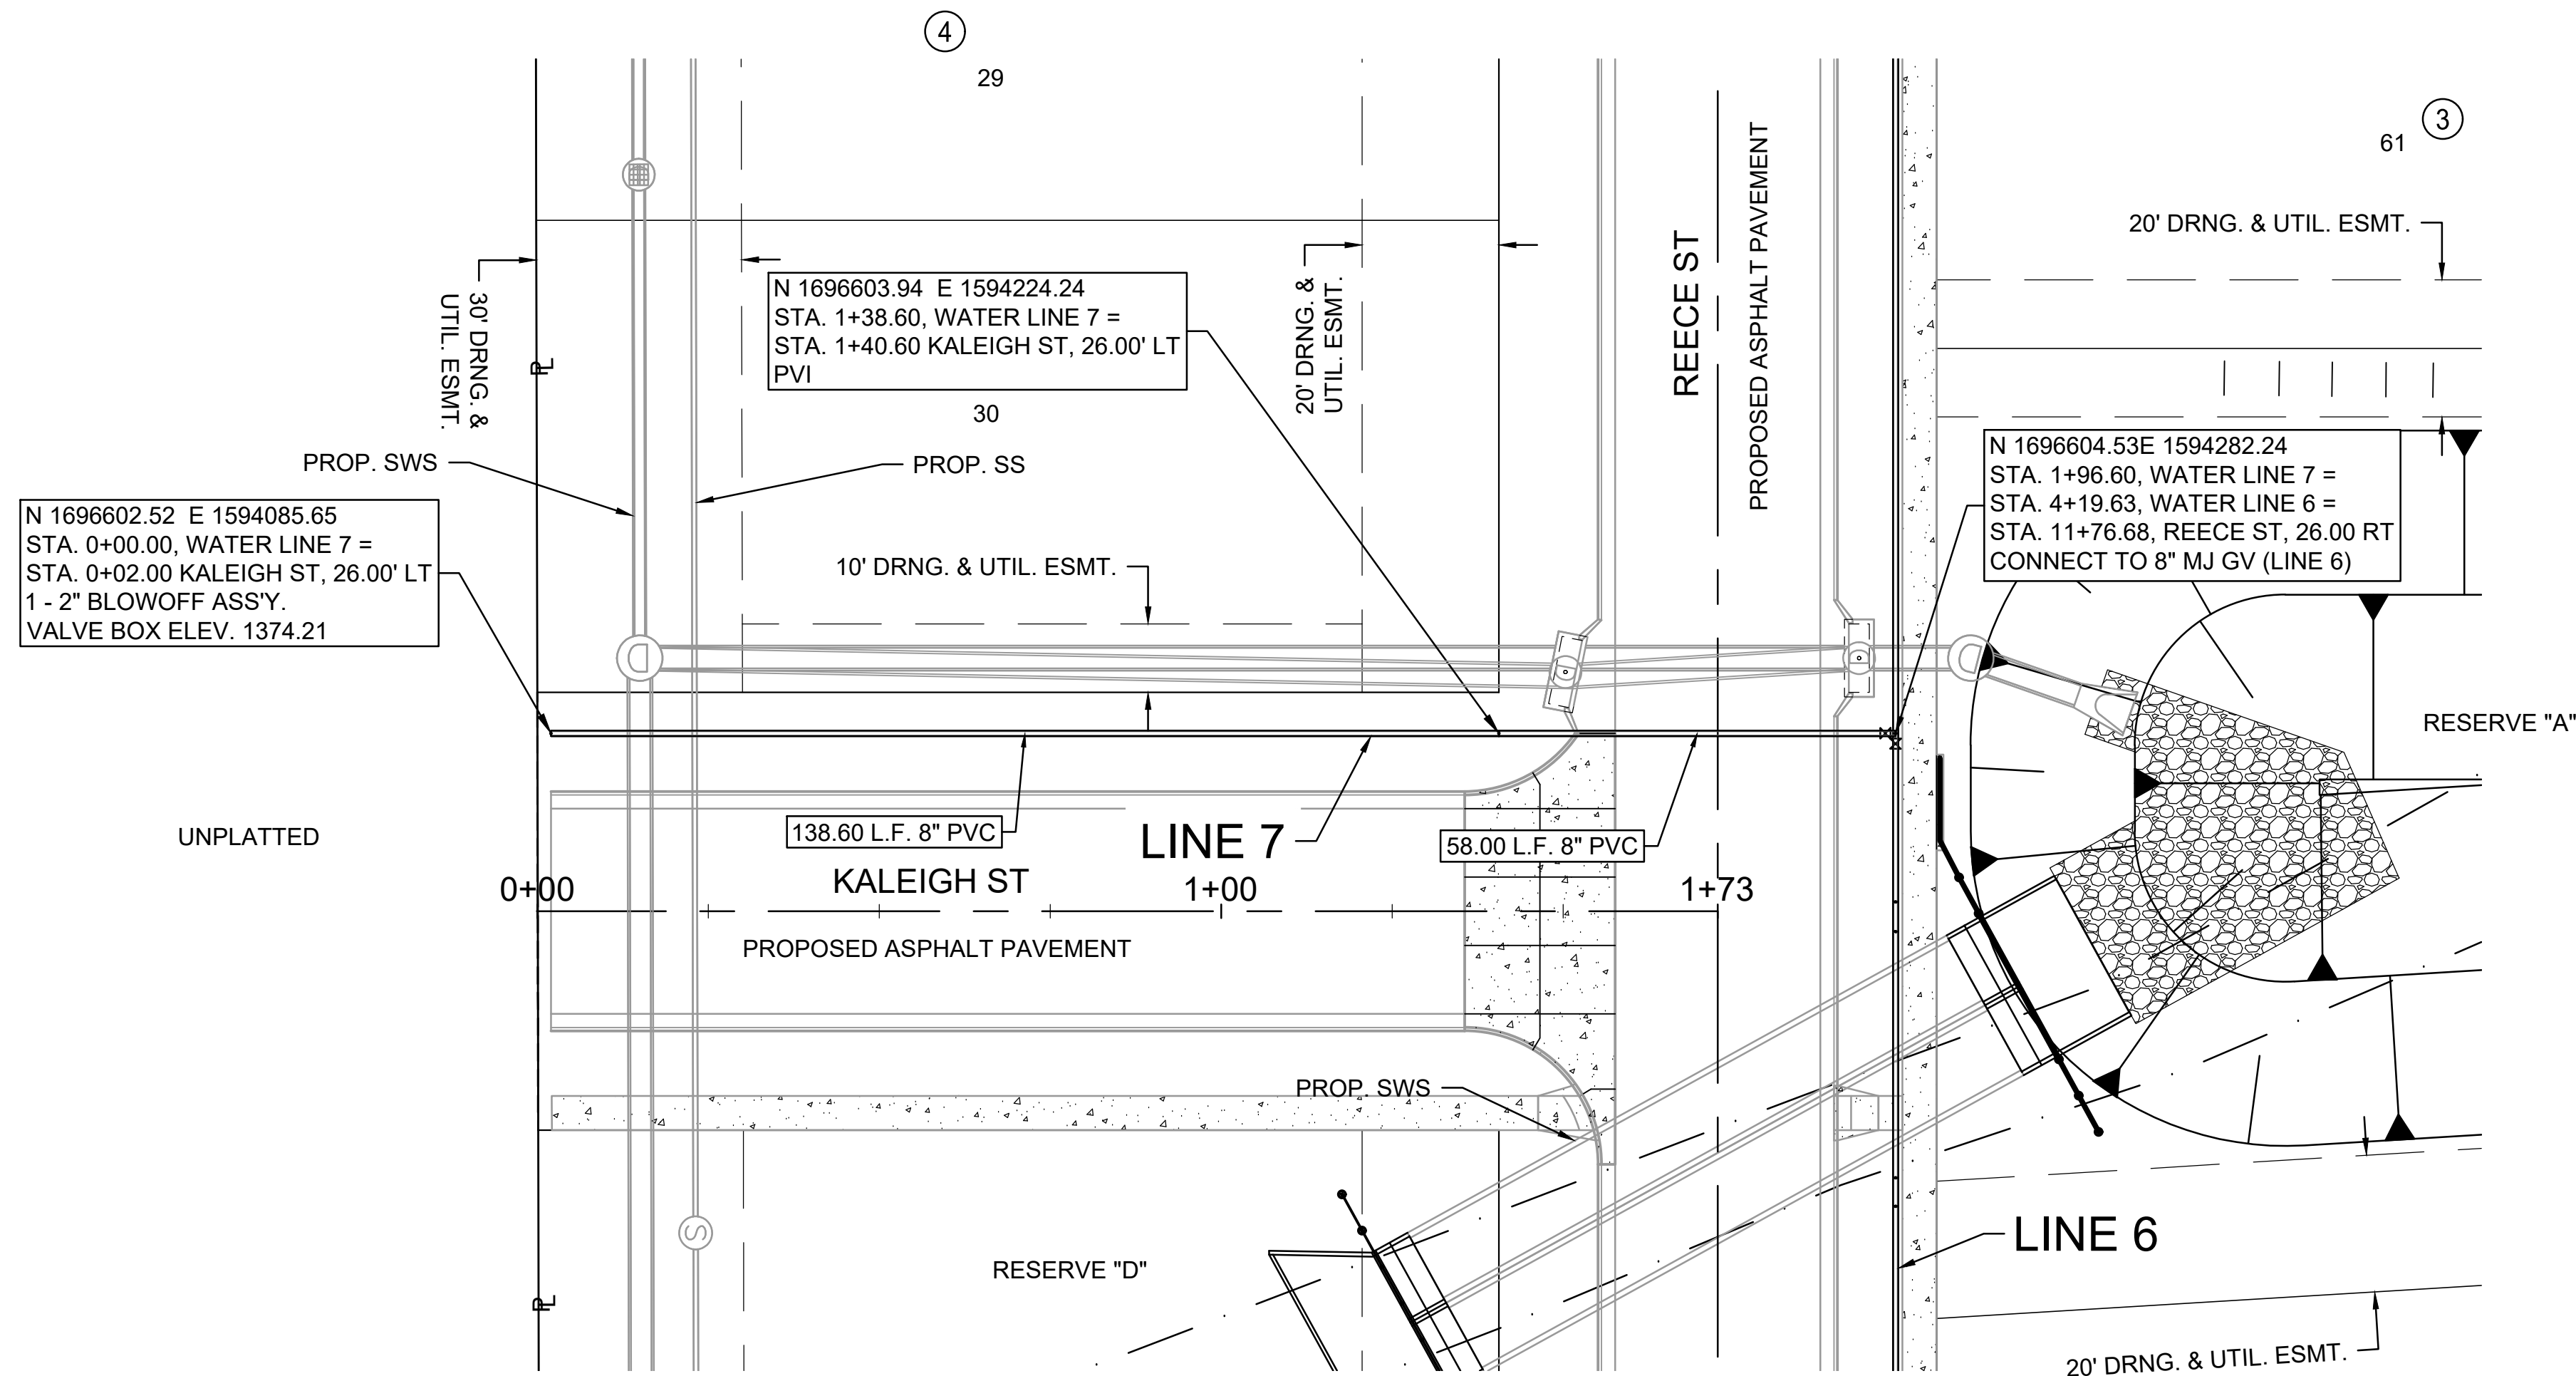 4
29
3
61
20' DRNG. & UTIL. ESMT.
30' DRNG. &
UTIL. ESMT.
PL
N 1696603.94  E 1594224.24
STA. 1+38.60, WATER LINE 7 =
STA. 1+40.60 KALEIGH ST, 26.00' LT
PVI
20' DRNG. &
UTIL. ESMT.
REECE ST
PROPOSED ASPHALT PAVEMENT
30
PROP. SWS
PROP. SS
N 1696604.53E 1594282.24
STA. 1+96.60, WATER LINE 7 =
STA. 4+19.63, WATER LINE 6 =
STA. 11+76.68, REECE ST, 26.00 RT
CONNECT TO 8" MJ GV (LINE 6)
N 1696602.52  E 1594085.65
STA. 0+00.00, WATER LINE 7 =
STA. 0+02.00 KALEIGH ST, 26.00' LT
1 - 2" BLOWOFF ASS'Y.
VALVE BOX ELEV. 1374.21
10' DRNG. & UTIL. ESMT.
D
D
RESERVE "A"
UNPLATTED
138.60 L.F. 8" PVC
LINE 7
58.00 L.F. 8" PVC
0+00
KALEIGH ST
1+00
1+73
PROPOSED ASPHALT PAVEMENT
PROP. SWS
S
LINE 6
RESERVE "D"
PL
20' DRNG. & UTIL. ESMT.